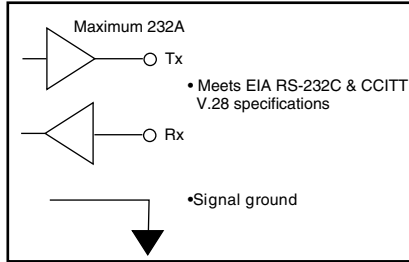 Maximum 232A
Tx
• Meets EIA RS-232C & CCITT
V.28 specifications
Rx
•Signal ground